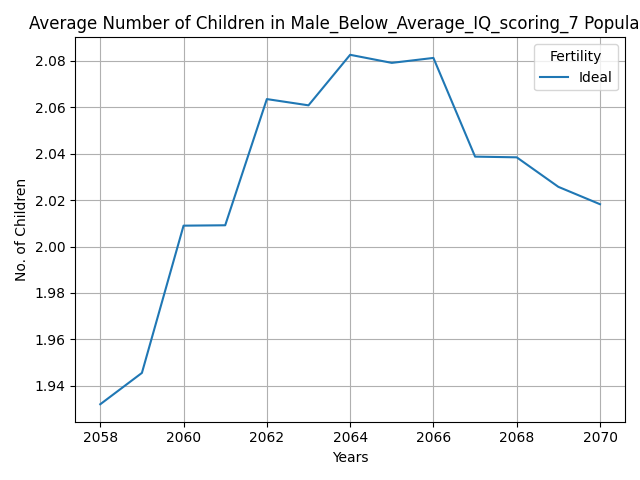 Average Number of Children in Male_Below_Average_IQ_scoring_7 Popula
Fertility
Ideal
2.08
2.06
2.04
2.02
2.00
1.98
1.96
1.94
No. of Children
2058 2060 2062 2064 2066 2068 2070
Years